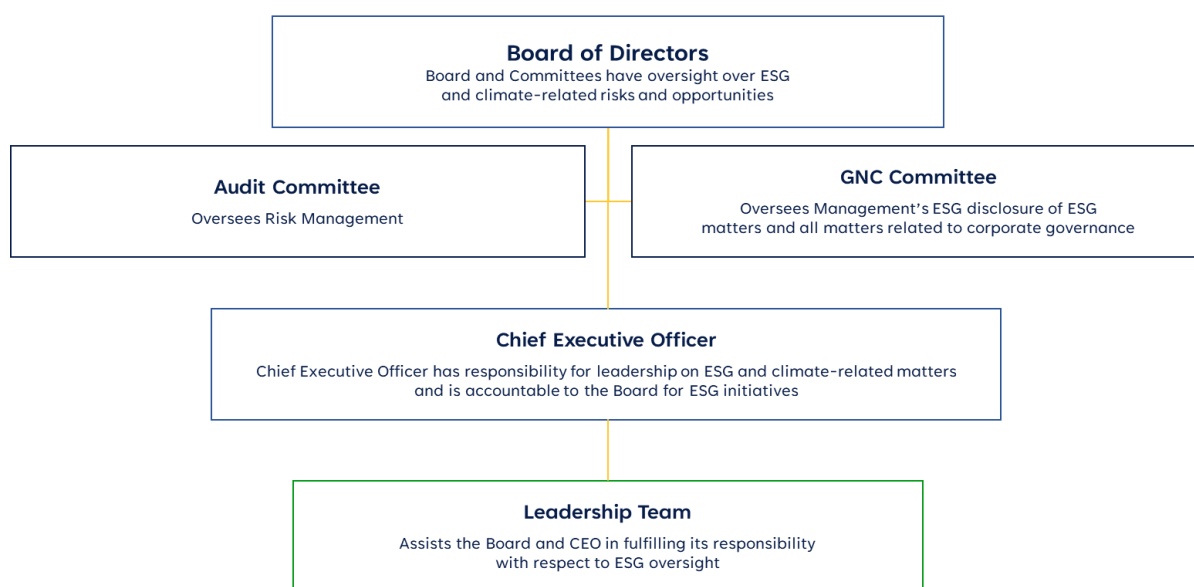 Board of Directors
Board and Committees have oversight over ESG
and climate-related risks and opportunities
Audit Committee
Oversees Risk Management
GNC Committee
Oversees Management's ESG disclosure of ESG
matters and all matters related to corporate governance
Chief Executive Officer
Chief Executive Officer has responsibility for leadership on ESG and climate-related matters
and is accountable to the Board for ESG initiatives
Leadership Team
Assists the Board and CEO in fulfilling its responsibility
with respect to ESG oversight